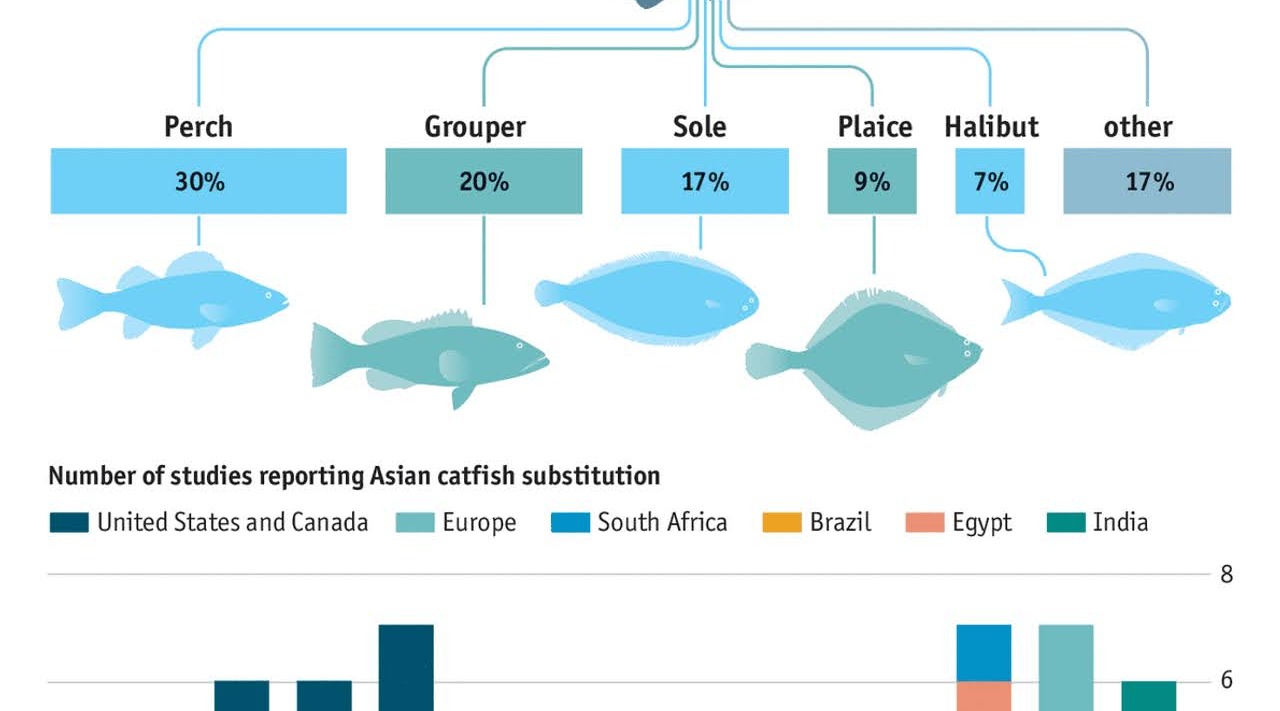 Perch Grouper Sole Plaice Halibut other
30% 20% 17% 9% 7% 17%
Number of studies reporting Asian catfish substitution
United States and Canada Europe South Africa Brazil Egypt India
8
6